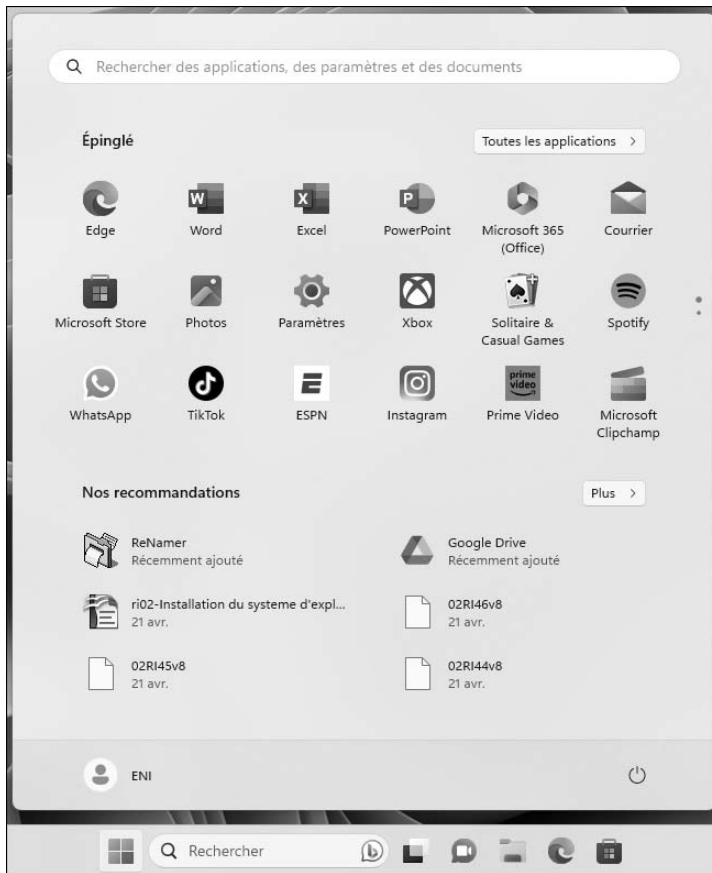 Rechercher des applications, des paramètres et des documents
Épinglé
Toutes les applications >
Edge
Word
Excel
PowerPoint
Microsoft 365
(Office)
Courrier
Microsoft Store
Photos
Paramètres
Xbox
Solitaire &
Casual Games
Spotify
prime
video
WhatsApp
TikTok
ESPN
Instagram
Prime Video
Microsoft
Clipchamp
Nos recommandations
Plus >
ReNamer
Récemment ajouté
Google Drive
Récemment ajouté
ri02-Installation du systeme d'expl...
21 avr.
02RI46v8
21 avr.
02RI45v8
21 avr.
02RI44v8
21 avr.
ENI
Rechercher